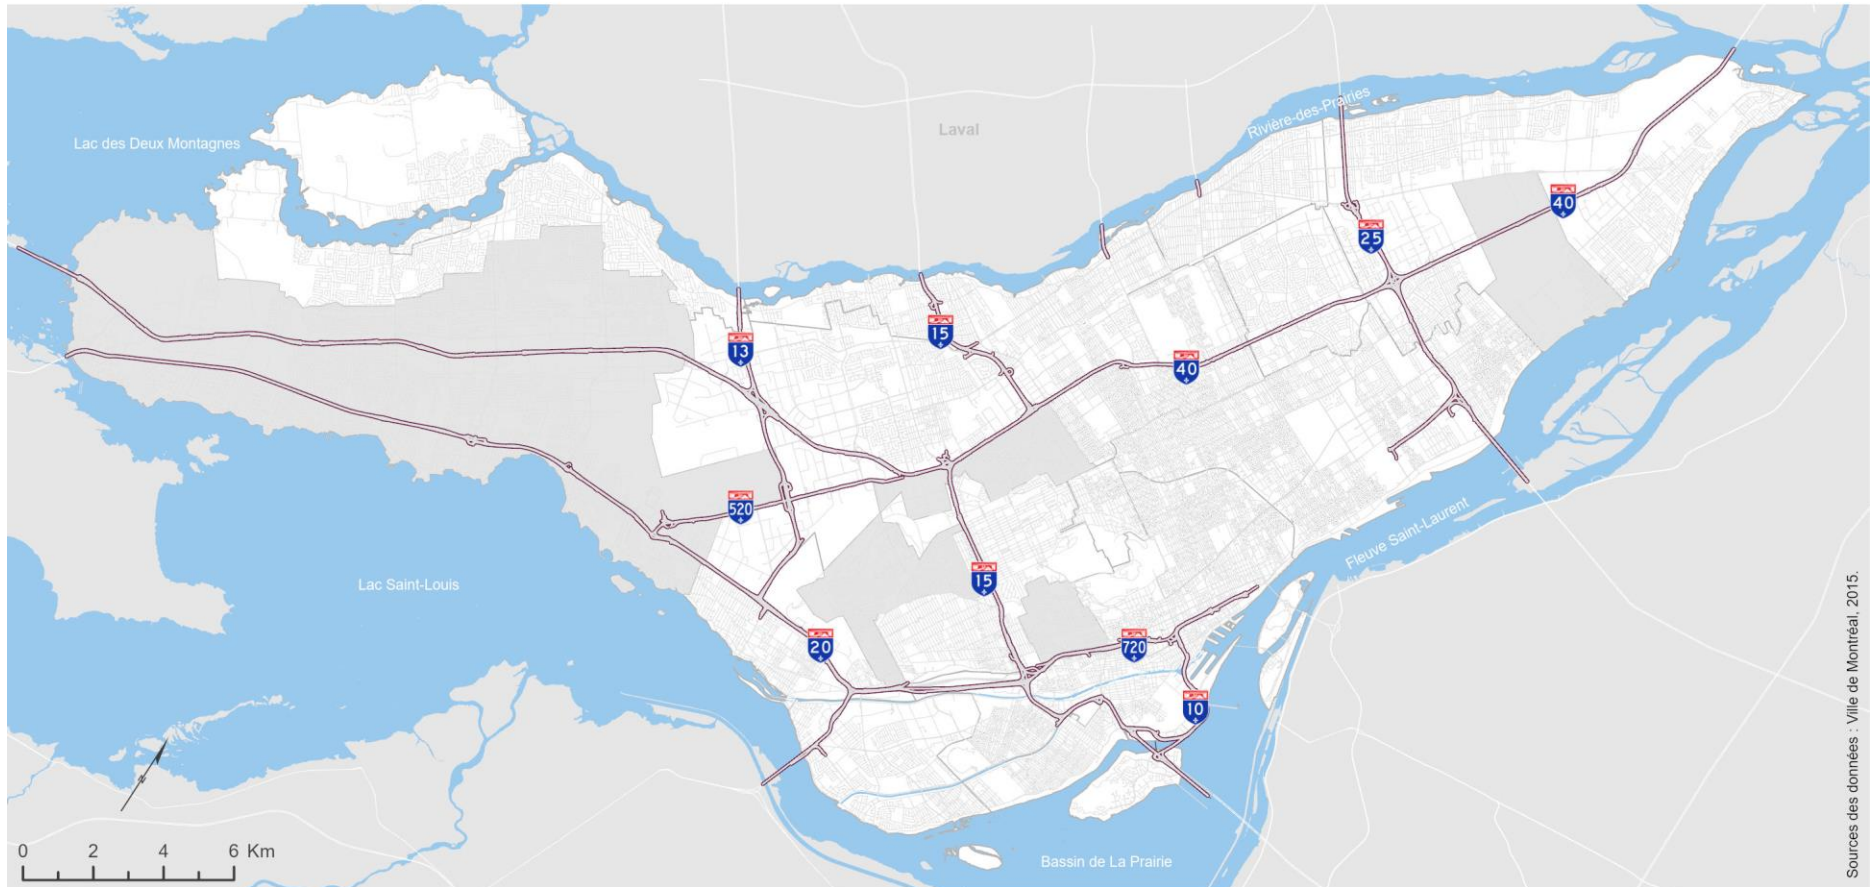 Rivière-des-Prairies
Laval
Lac des Deux Montagnes
40
25
15
13
40
520
Fleuve Saint-Laurent
15
Lac Saint-Louis
20
720
10
0 2 4 6 Km
Bassin de La Prairie
Sources des données : Ville de Montréal, 2015.